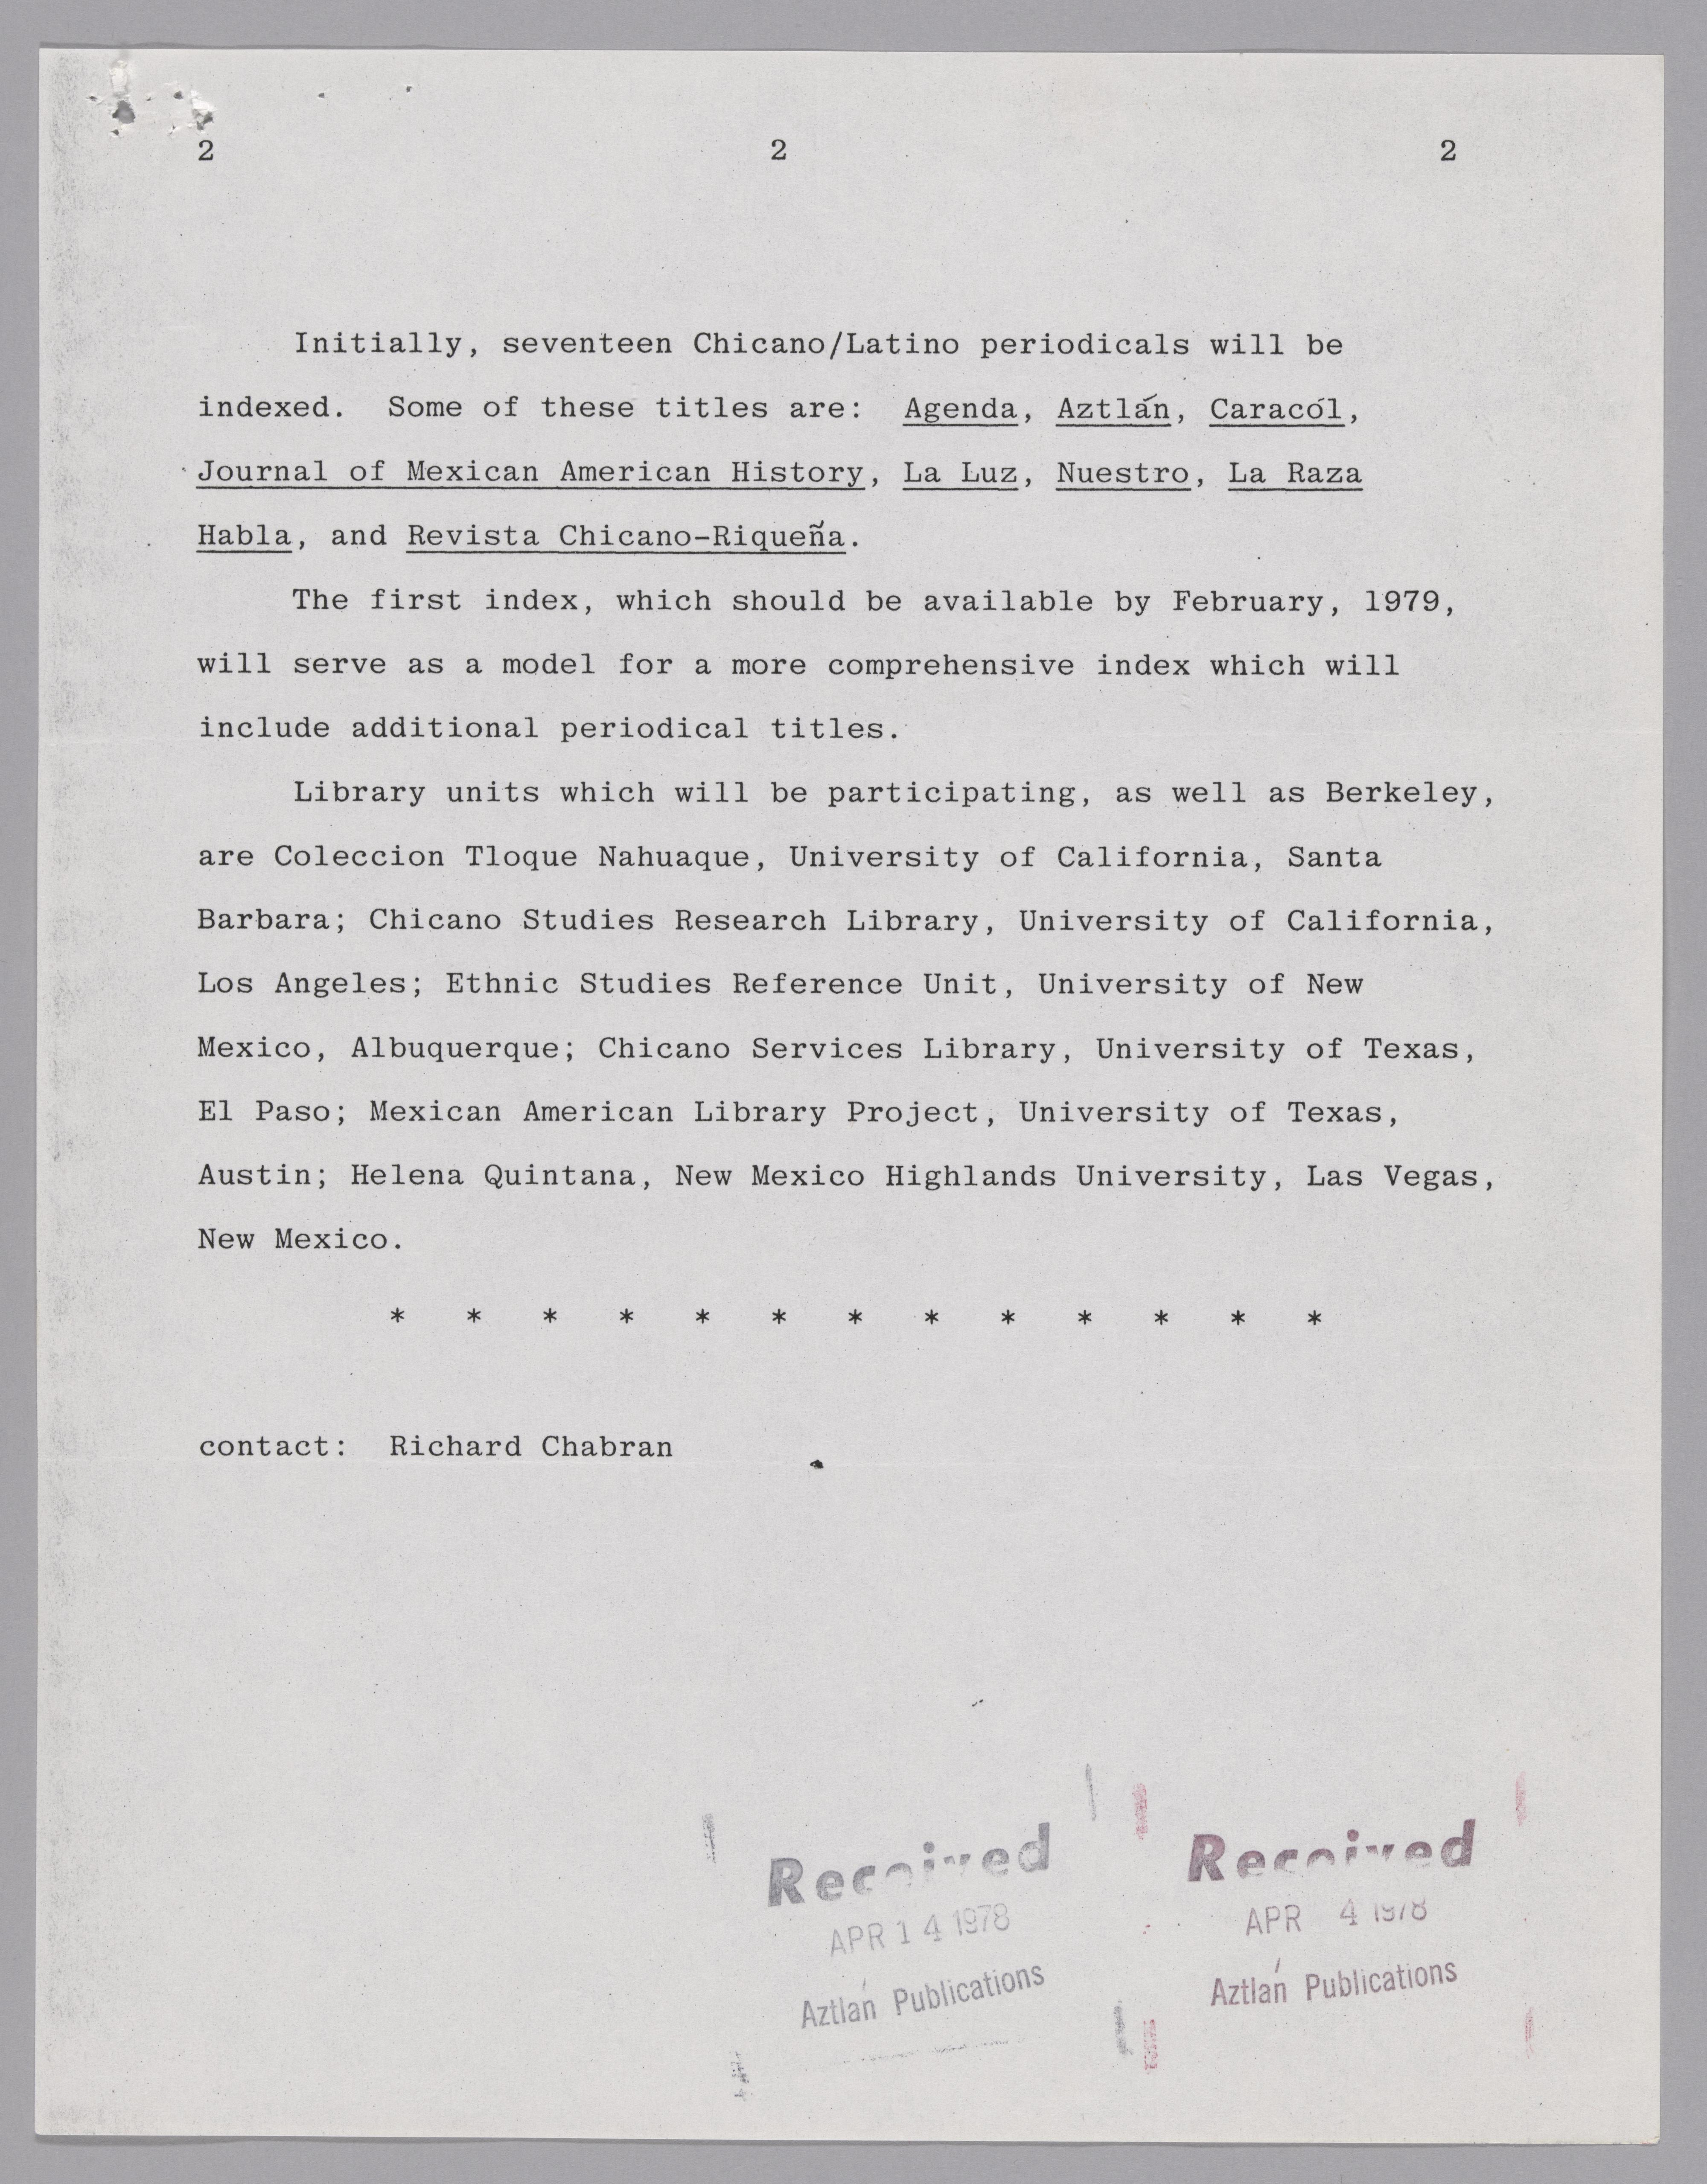 2 2 2
Initially, seventeen Chicano/Latino periodicals will be
indexed. Some of these titles are: Agenda, Aztlán, Caracól,
Journal of Mexican American History, La Luz, Nuestro, La Raza
Habla, and Revista Chicano-Riqueña.
The first index, which should be available by February, 1979,
will serve as a model for a more comprehensive index which will
include additional periodical titles.
Library units which will be participating, as well as Berkeley,
are Coleccion Tloque Nahuaque, University of California, Santa
Barbara; Chicano Studies Research Library, University of California,
Los Angeles; Ethnic Studies Reference Unit, University of New
Mexico, Albuquerque; Chicano Services Library, University of Texas,
El Paso; Mexican American Library Project, University of Texas,
Austin; Helena Quintana, New Mexico Highlands University, Las Vegas,
New Mexico.
* * * * * * * * * * * * *
contact: Richard Chabran
Received
APR 14 1978
Aztlán Publications
Received
APR 4 1978
Aztlán Publications